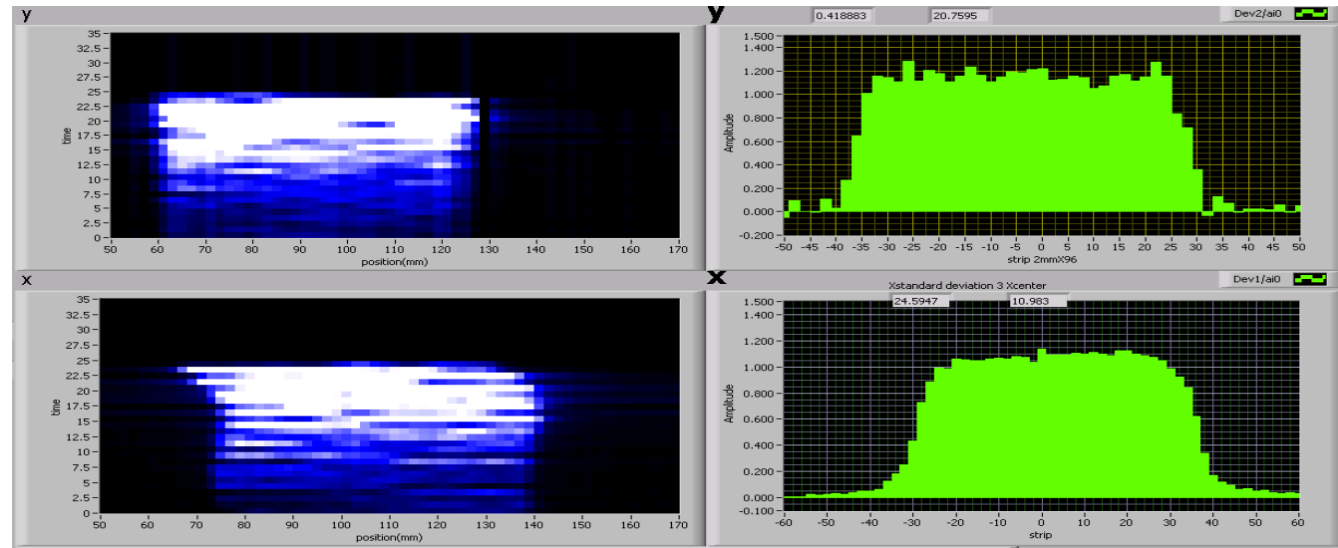 y
35
32.5
30
27.5
25
22.5
20
17.5
15
12.5
10
7.5
5
2.5
0
time
50 60 70 80 90 100 110 120 130 140 150 160 170
position(mm)
y
0.418883 20.7595 Dev2/ai0
1.500
1.400
1.200
1.000
0.800
0.600
0.400
0.200
0.000
-0.200
Amplitude
-50 -45 -40 -35 -30 -25 -20 -15 -10 -5 0 5 10 15 20 25 30 35 40 45 50
strip 2mmX96
x
35
32.5
30
27.5
25
22.5
20
17.5
15
12.5
10
7.5
5
2.5
0
time
50 60 70 80 90 100 110 120 130 140 150 160 170
position(mm)
x
Xstandard deviation 3 Xcenter Dev1/ai0
24.5947 10.983
1.500
1.400
1.200
1.000
0.800
0.600
0.400
0.200
0.000
-0.100
Amplitude
-60 -50 -40 -30 -20 -10 0 10 20 30 40 50 60
strip